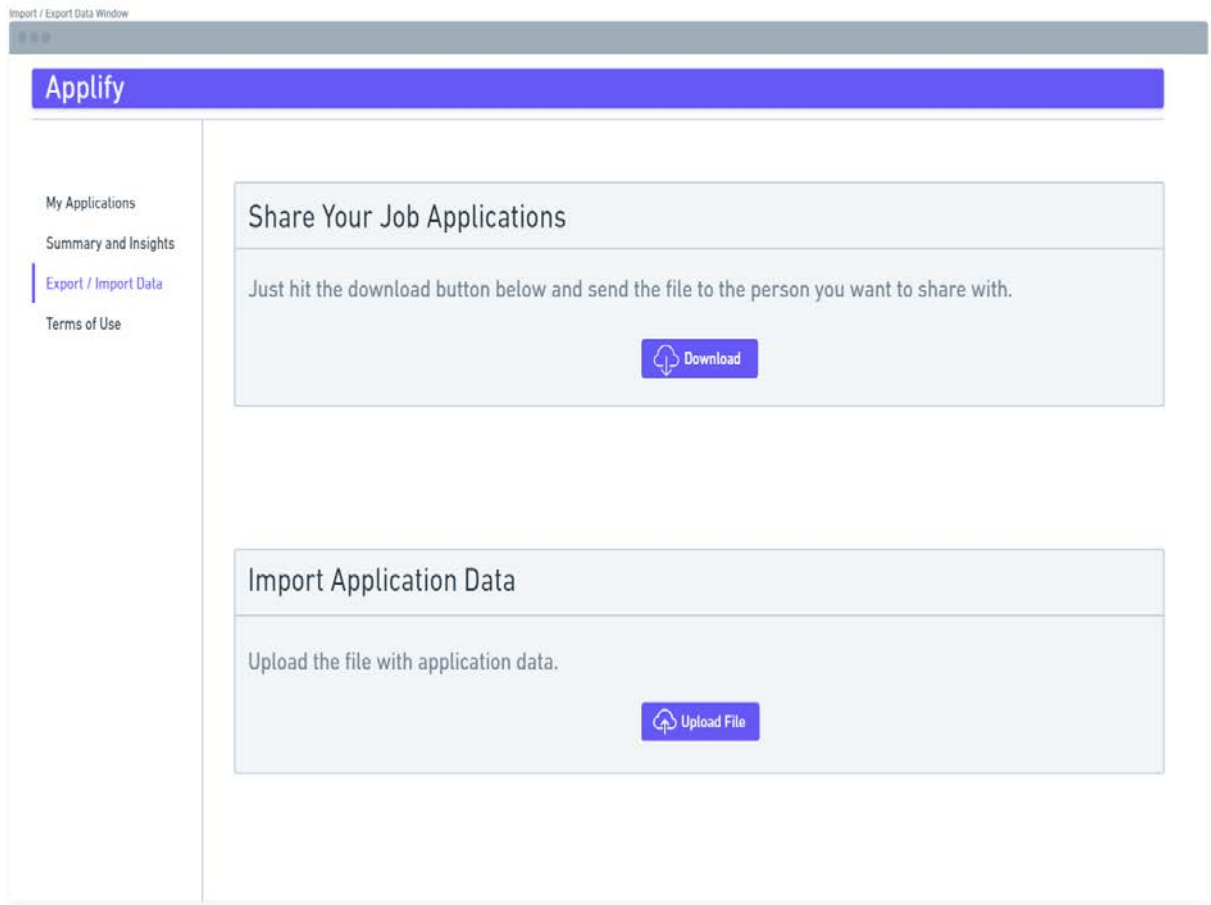 Import / Export Data Window
Applify
My Applications
Summary and Insights
Export / Import Data
Terms of Use
Share Your Job Applications
Just hit the download button below and send the file to the person you want to share with.
Download
Import Application Data
Upload the file with application data.
Upload File